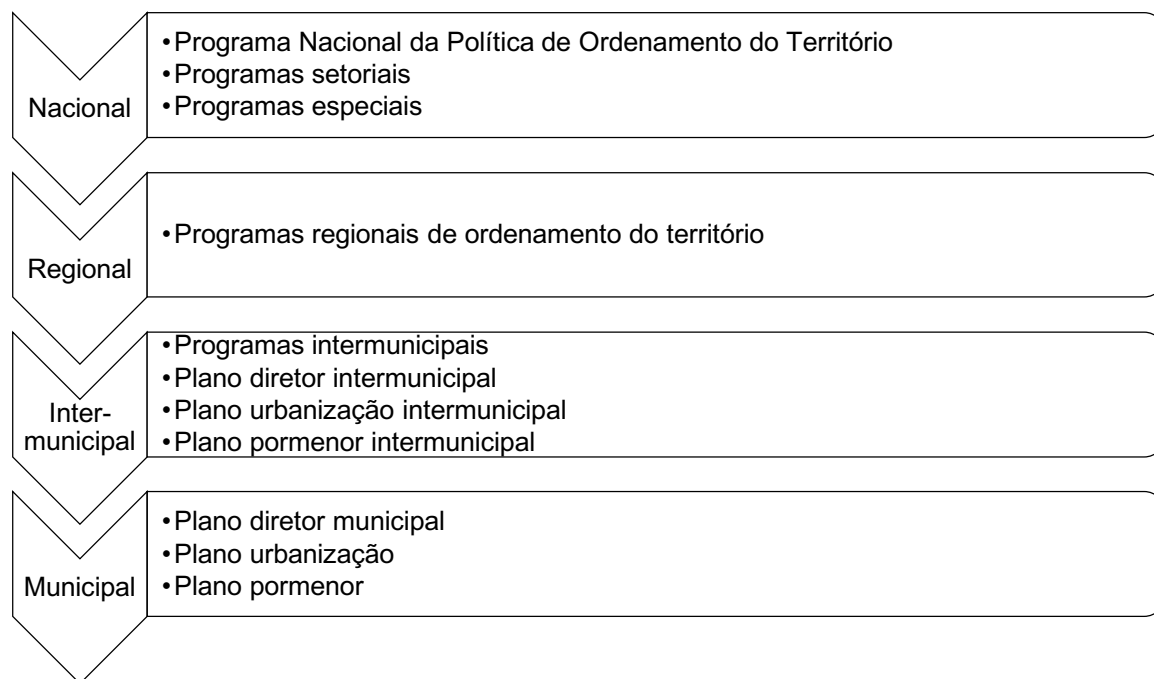 Nacional
•Programa Nacional da Política de Ordenamento do Território
•Programas setoriais
•Programas especiais
Regional
•Programas regionais de ordenamento do território
Inter-
municipal
•Programas intermunicipais
•Plano diretor intermunicipal
•Plano urbanização intermunicipal
•Plano pormenor intermunicipal
Municipal
•Plano diretor municipal
•Plano urbanização
•Plano pormenor